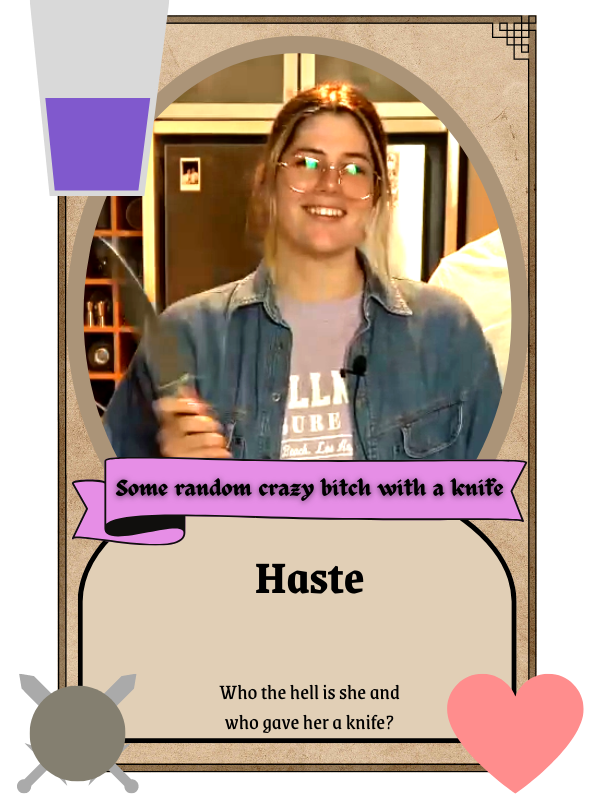 Some random crazy bitch with a knife
Haste
Who the hell is she and
who gave her a knife?